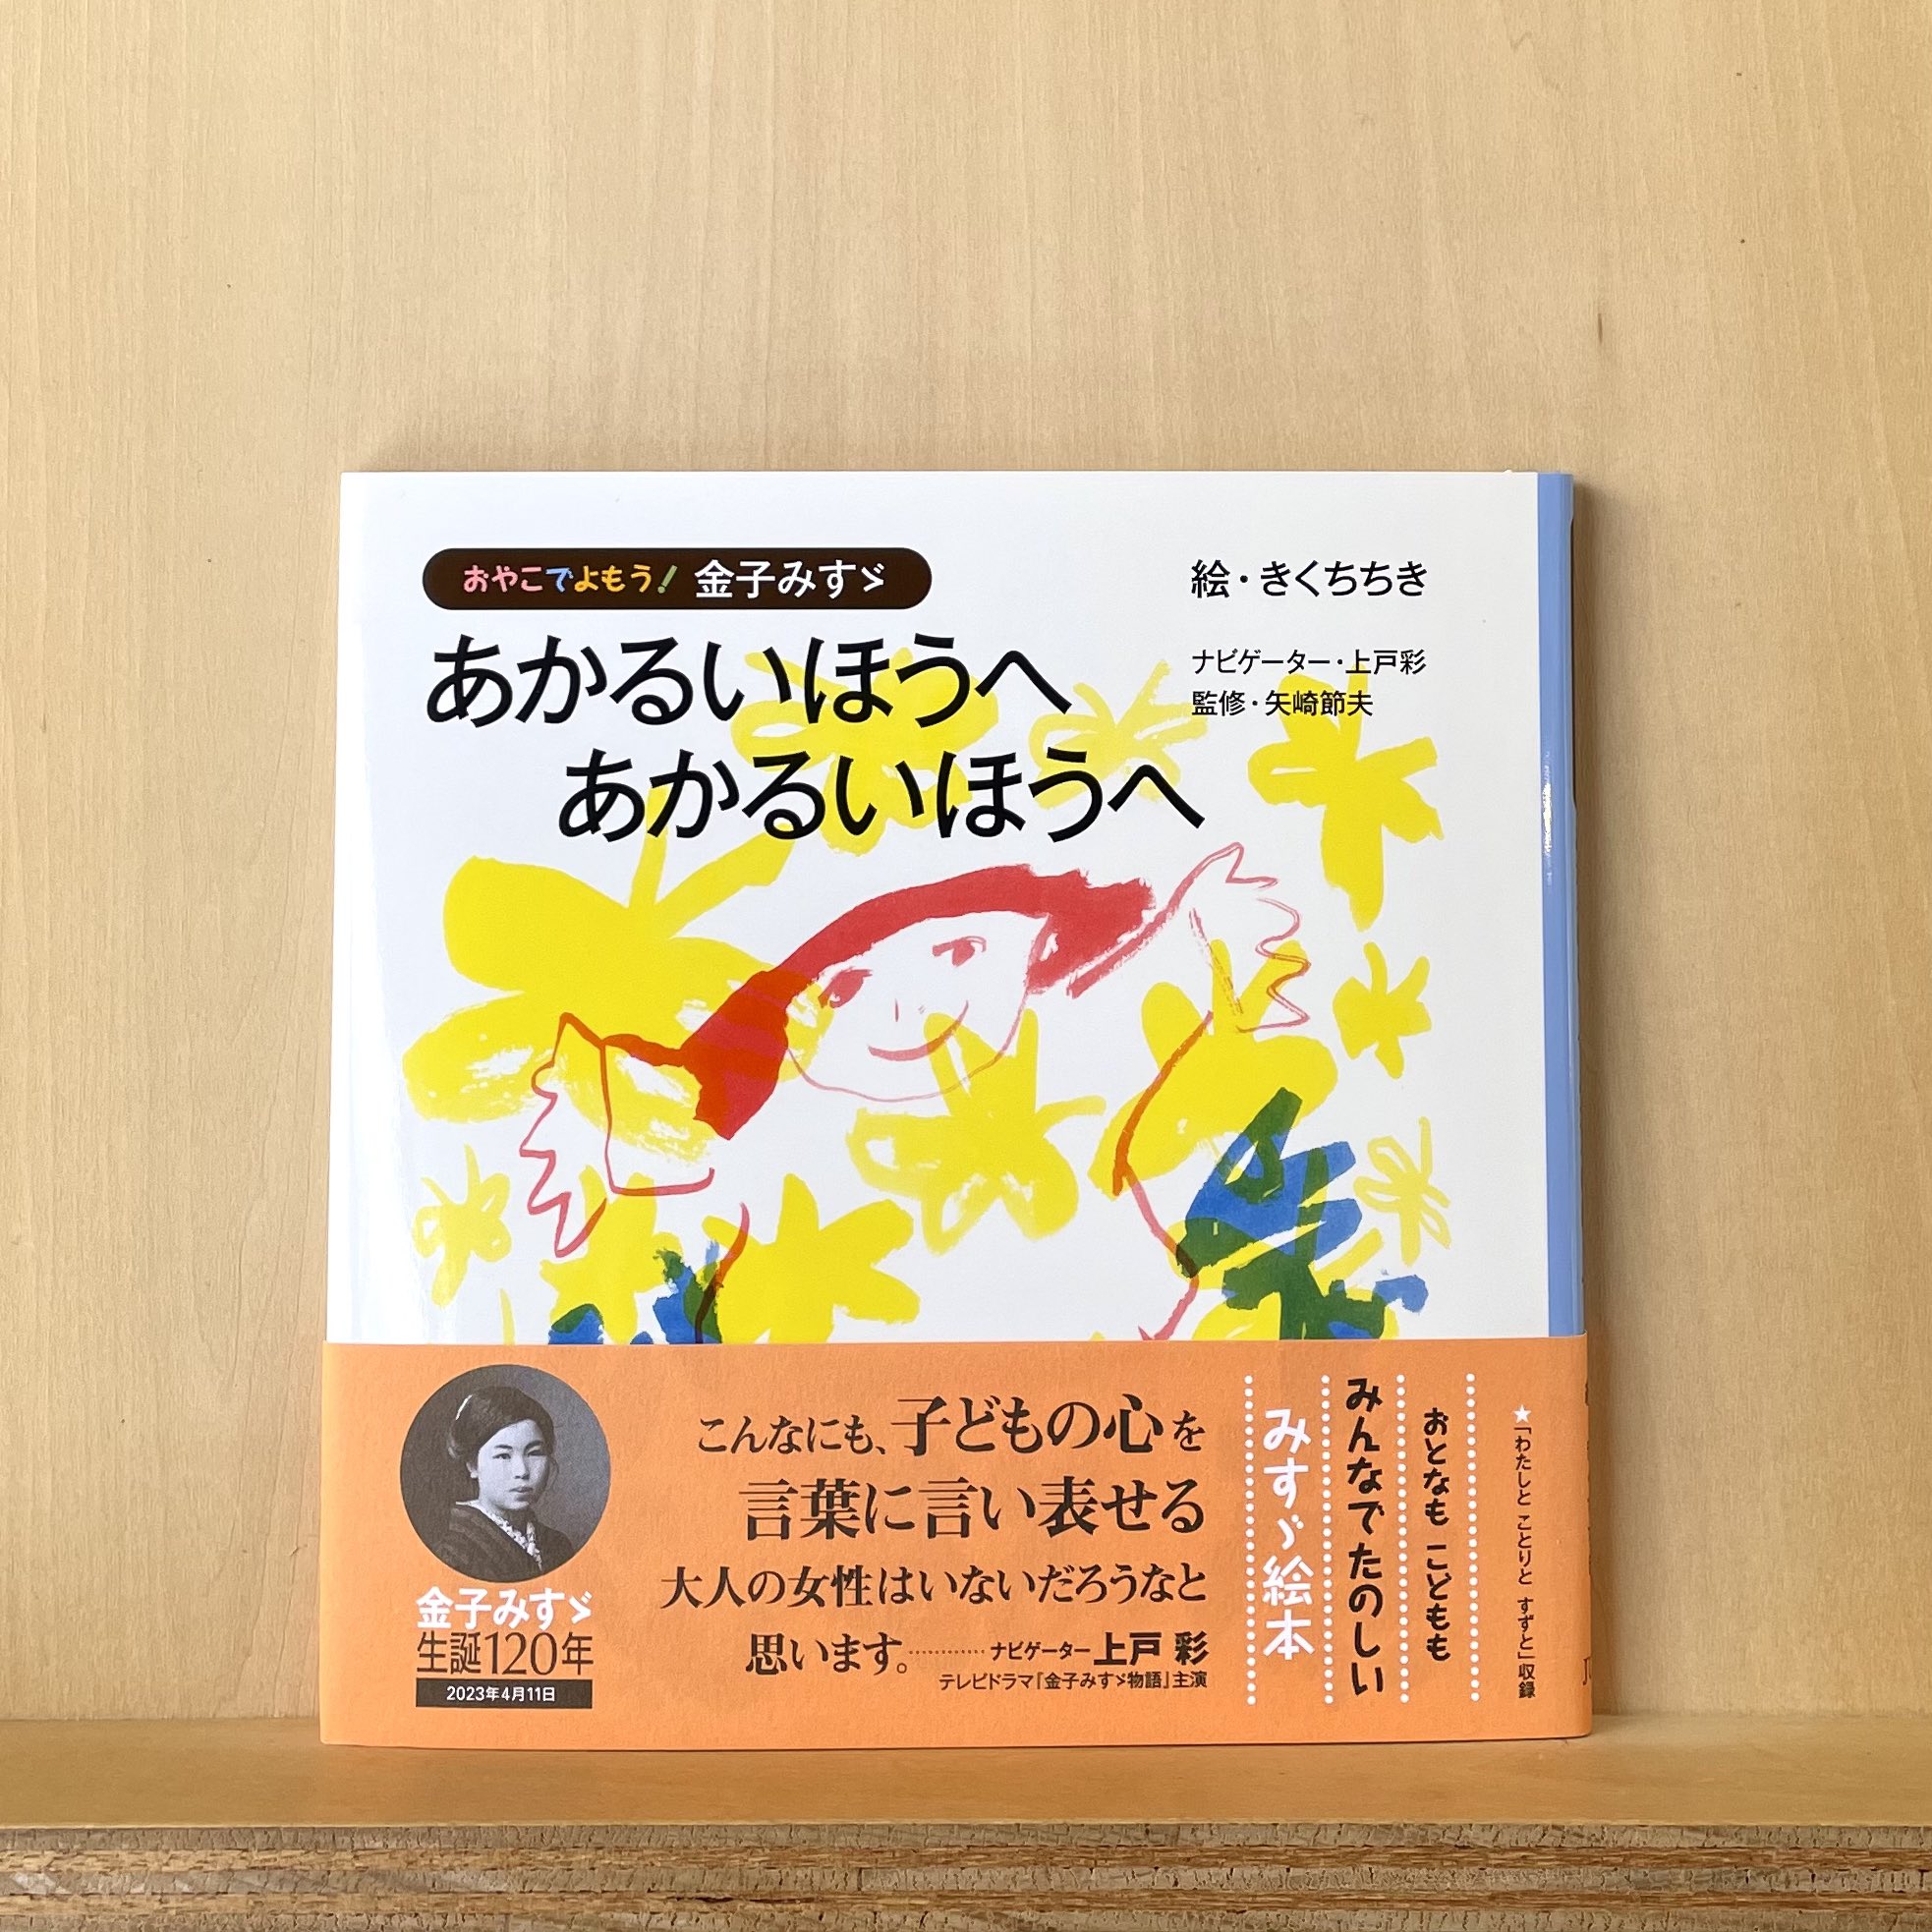 おやこでよもう! 金子みすゞ
絵・きくちちき
あかるいほうへ
あかるいほうへ
ナビゲーター・上戸彩
監修・矢崎節夫
金子みすゞ
生誕120年
2023年4月11日
こんなにも、子どもの心を
言葉に言い表せる
大人の女性はいないだろうなと
思います。…………ナビゲーター 上戸 彩
テレビドラマ『金子みすゞ物語』主演
★「わたしと ことりと すずと」収録
おとなも こどもも
みんなでたのしい
みすゞ絵本